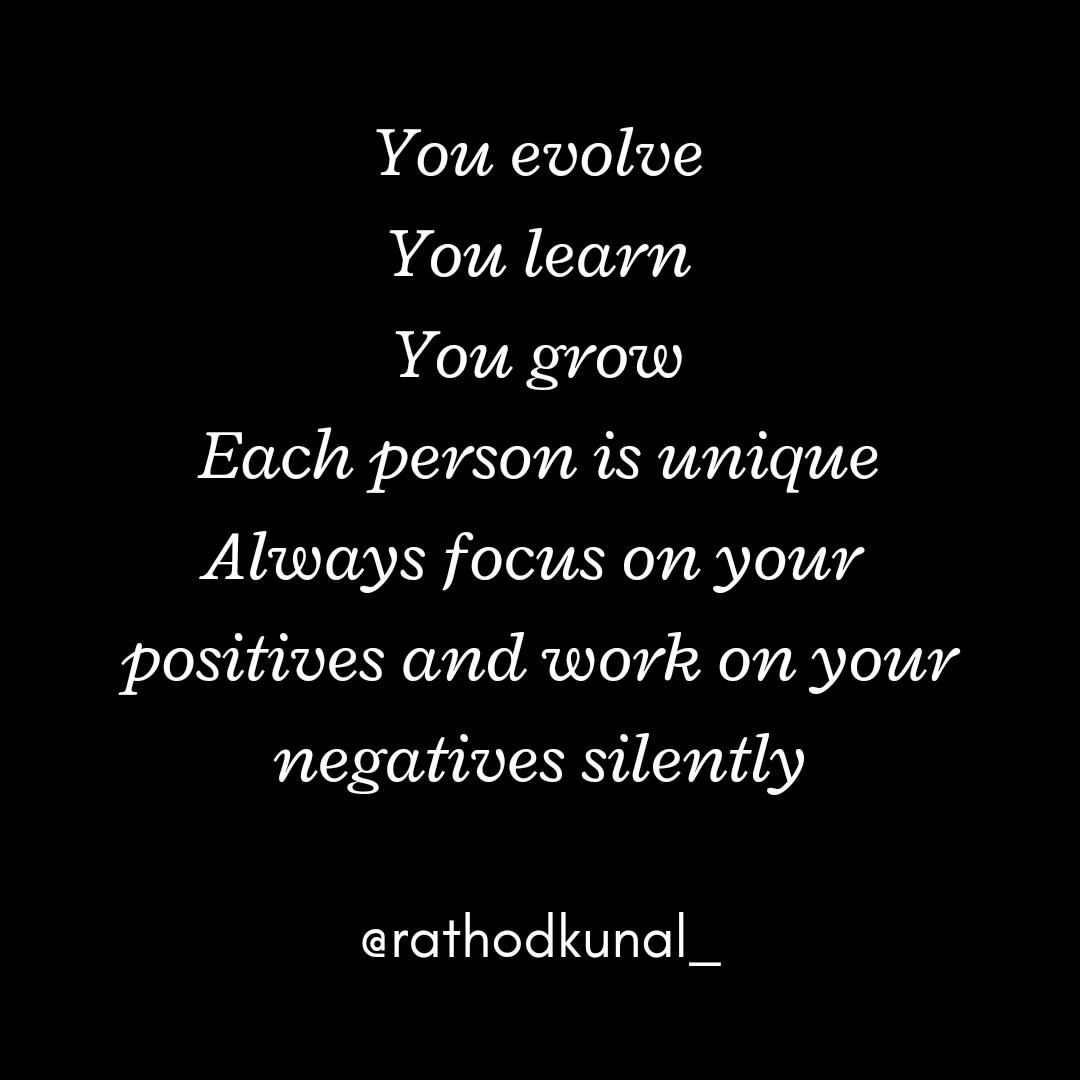 You evolve
You learn
You grow
Each person is unique
Always focus on your
positives and work on your
negatives silently
@rathodkunal_